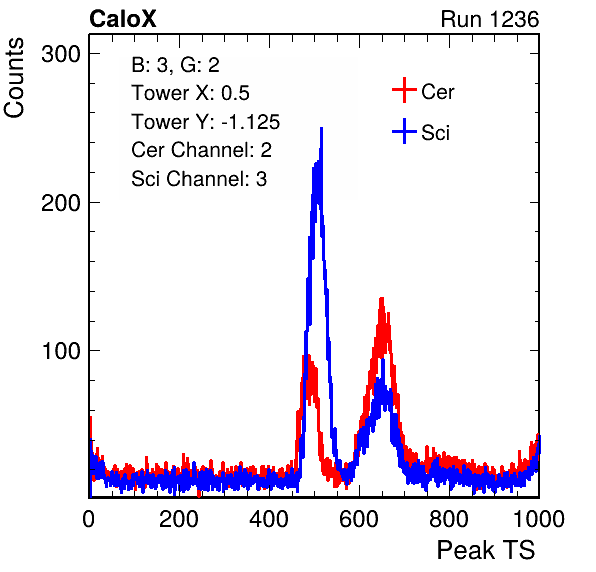 CaloX Run 1236
Counts
300
200
100
B: 3, G: 2
Tower X: 0.5
Tower Y: -1.125
Cer Channel: 2
Sci Channel: 3
Cer
Sci
0 200 400 600 800 1000
Peak TS